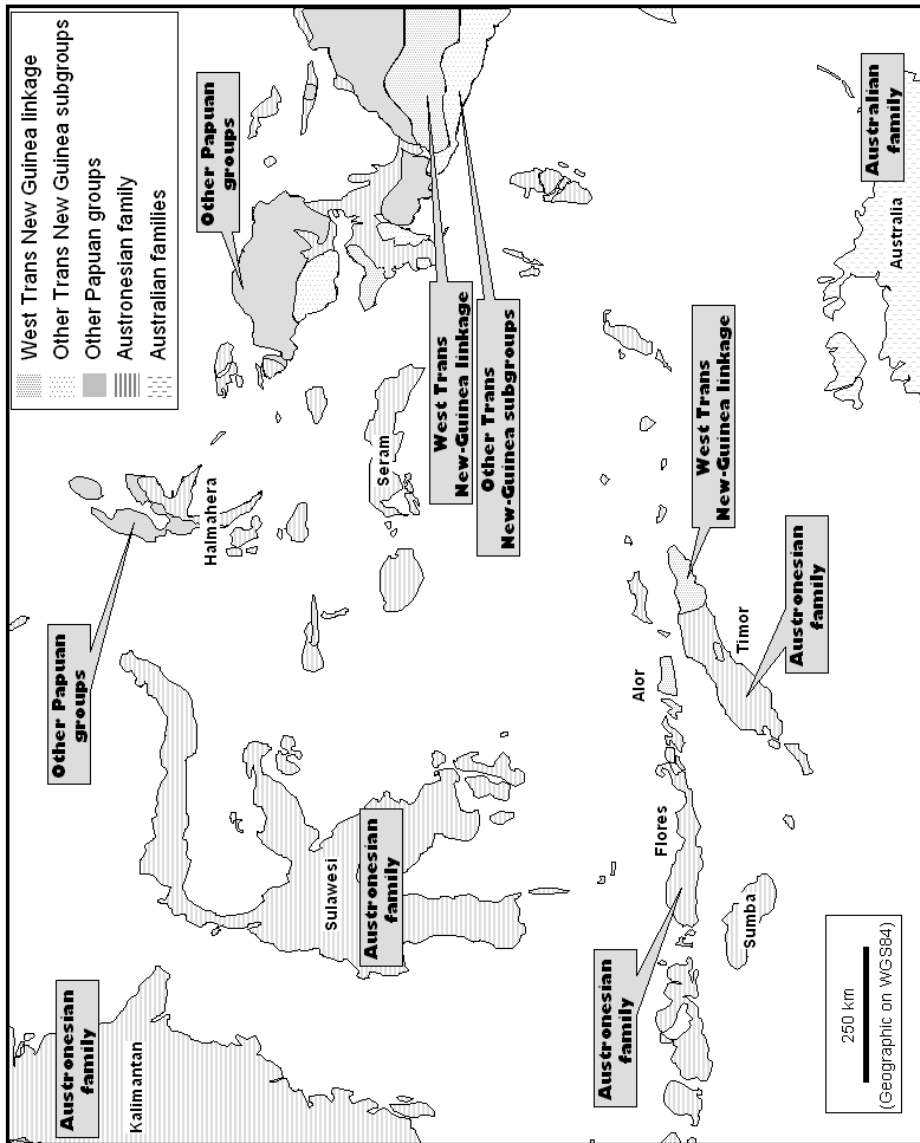 West Trans New Guinea linkage
Other Trans New Guinea subgroups
Other Papuan groups
Austronesian family
Australian families
Austronesian
family
Kalimantan
Other Papuan
groups
Halmahera
Other Papuan
groups
Sulawesi
Austronesian
family
Seram
West Trans
New-Guinea linkage
Other Trans
New-Guinea subgroups
Austronesian
family
Flores
Alor
Timor
Sumba
West Trans
New-Guinea linkage
Austronesian
family
Australian
family
Australia
250 km
(Geographic on WGS84)